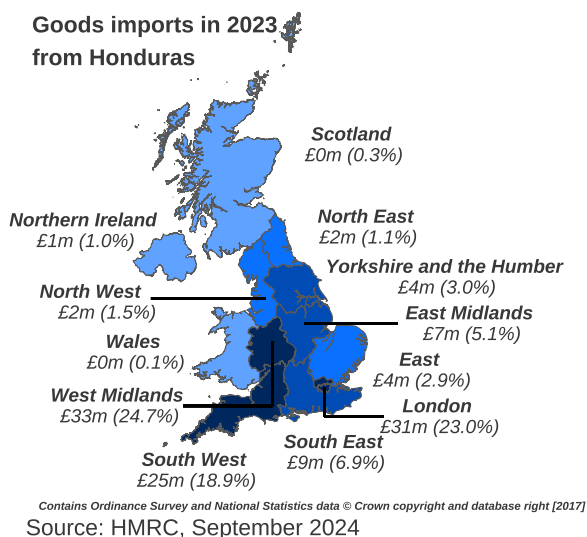 Goods imports in 2023
from Honduras
Scotland
£0m (0.3%)
Northern Ireland
£1m (1.0%)
North East
£2m (1.1%)
Yorkshire and the Humber
£4m (3.0%)
North West
£2m (1.5%)
East Midlands
£7m (5.1%)
Wales
£0m (0.1%)
East
£4m (2.9%)
West Midlands
£33m (24.7%)
London
£31m (23.0%)
South East
£9m (6.9%)
South West
£25m (18.9%)
Contains Ordinance Survey and National Statistics data © Crown copyright and database right [2017]
Source: HMRC, September 2024